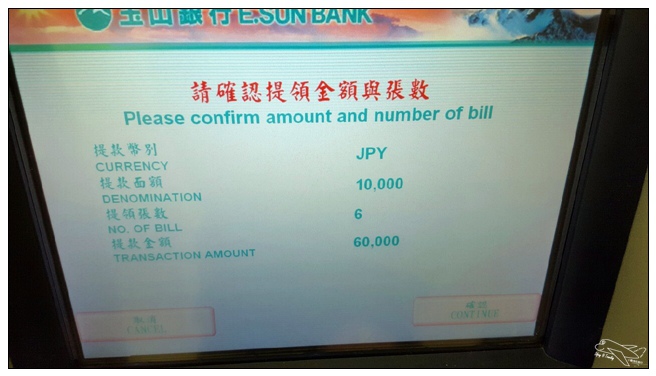 玉山銀行 E.SUN BANK
請確認提領金額與張數
Please confirm amount and number of bill
提款幣別
CURRENCY JPY
提款面額 10,000
DENOMINATION
提領張數 6
NO. OF BILL
提款金額 60,000
TRANSACTION AMOUNT
取消
CANCEL
確認
CONTINUE